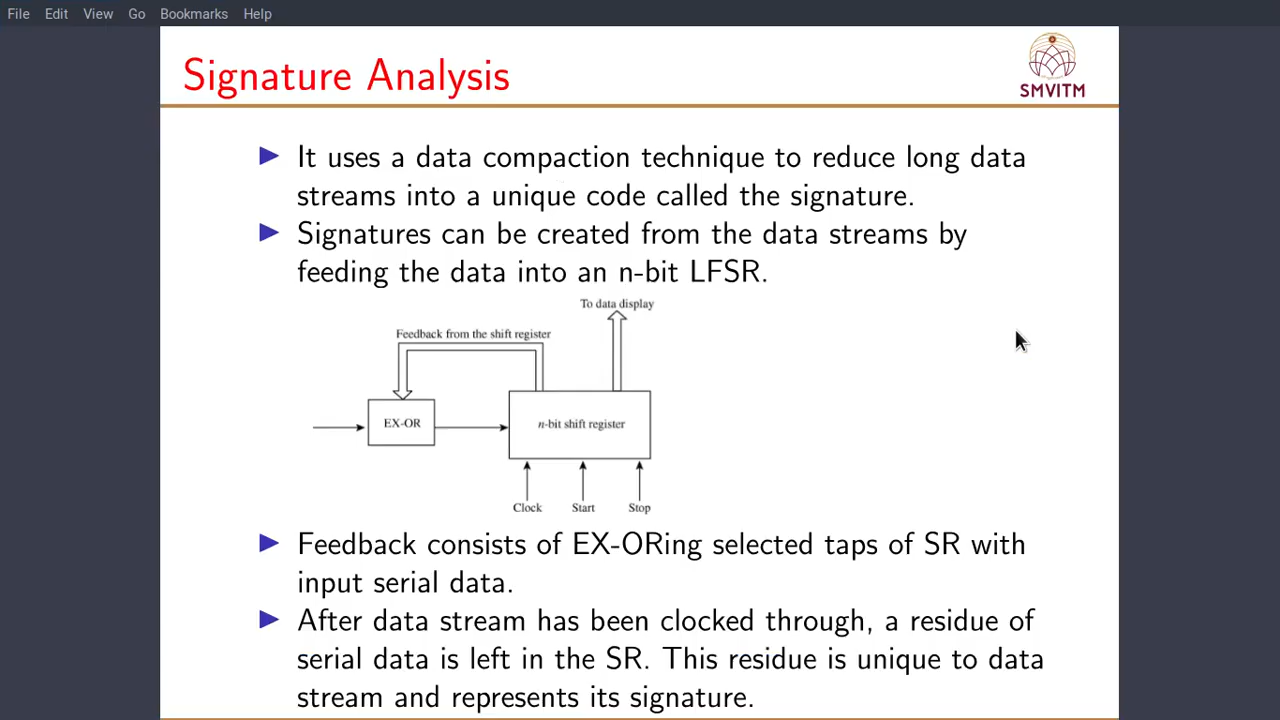 File Edit View Go Bookmarks Help
Signature Analysis
SMVITM
It uses a data compaction technique to reduce long data
streams into a unique code called the signature.
Signatures can be created from the data streams by
feeding the data into an n-bit LFSR.
To data display
Feedback from the shift register
EX-OR
n-bit shift register
Clock Start Stop
Feedback consists of EX-ORing selected taps of SR with
input serial data.
After data stream has been clocked through, a residue of
serial data is left in the SR. This residue is unique to data
stream and represents its signature.